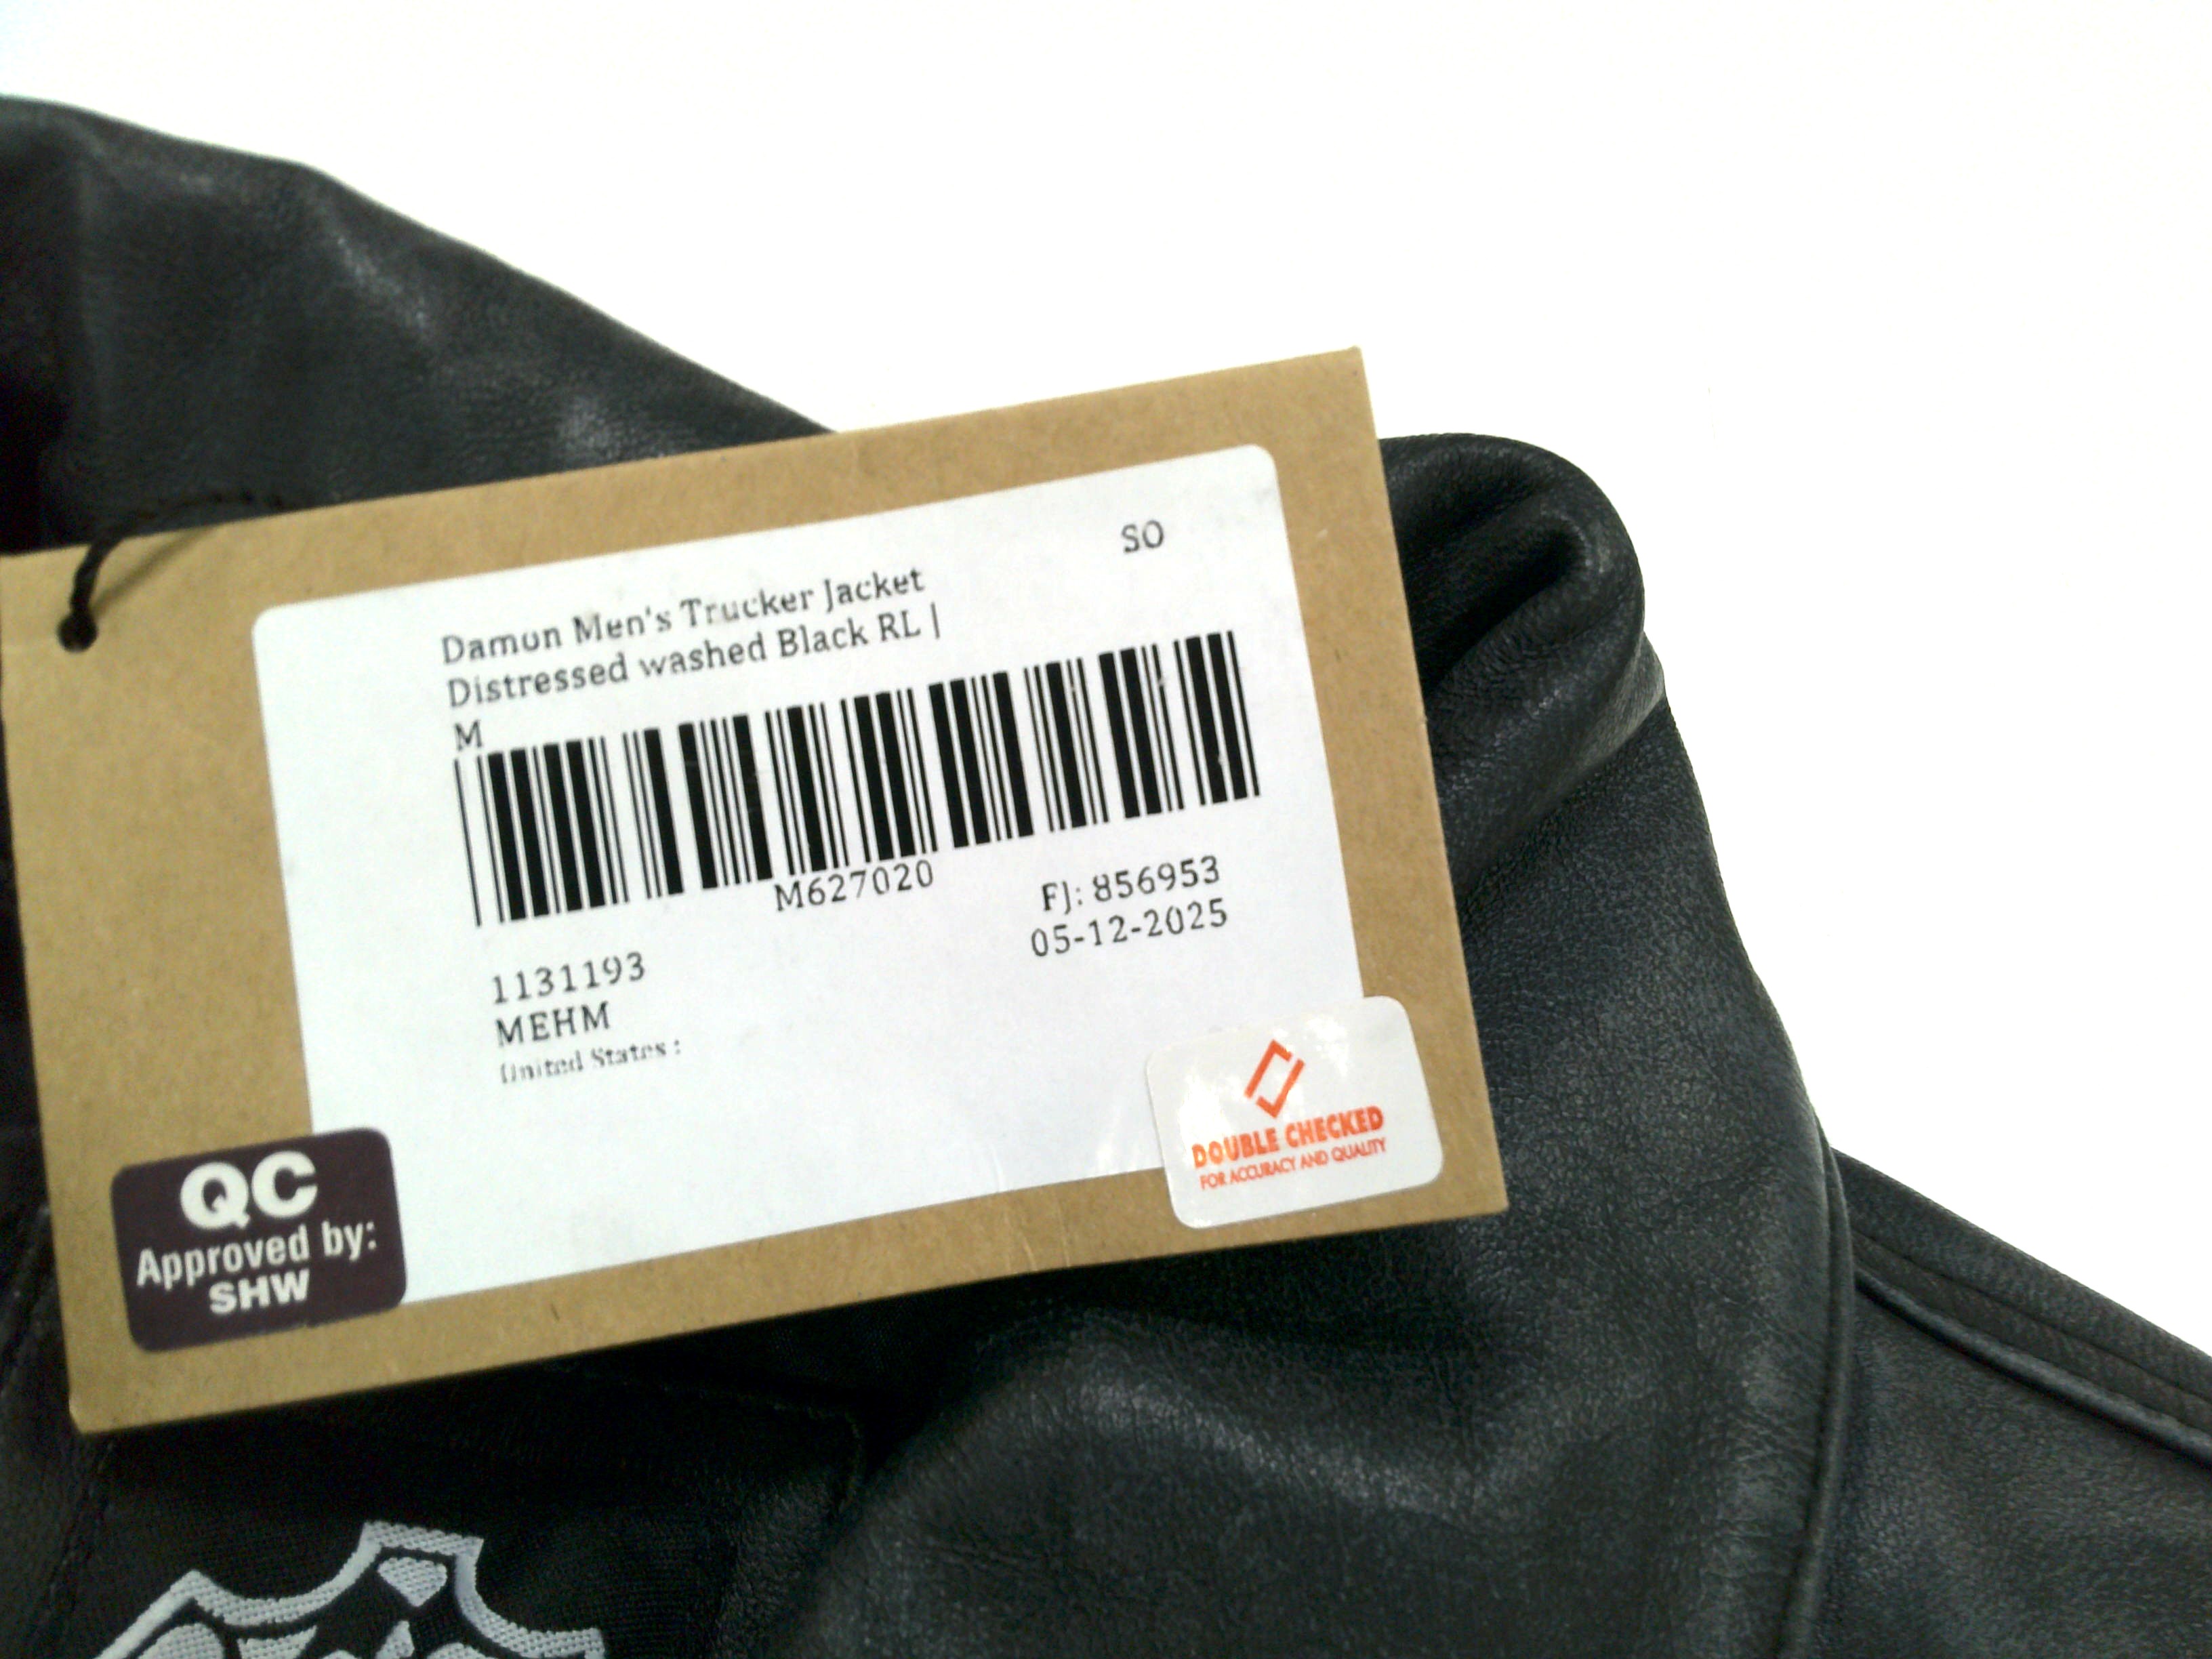 SO
Damon Men's Trucker Jacket
Distressed washed Black RL |
M
M627020
FJ: 856953
05-12-2025
1131193
MEHM
United States :
QC
Approved by:
SHW
DOUBLE CHECKED
FOR ACCURACY AND QUALITY